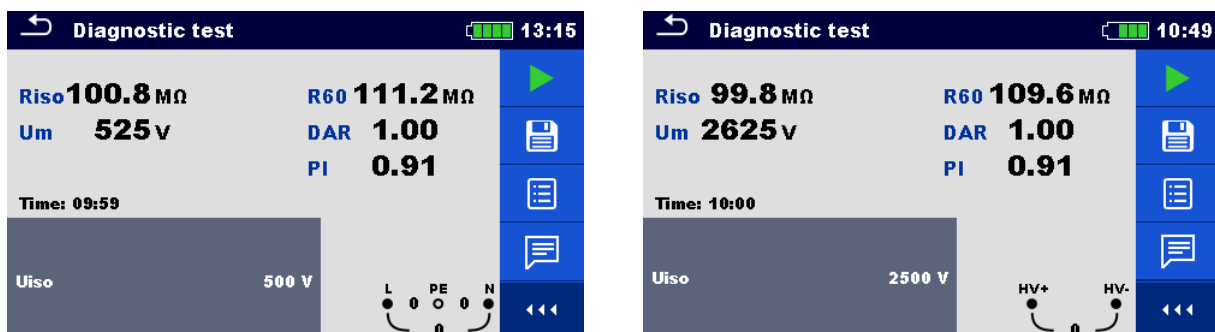 Diagnostic test 13:15
Riso 100.8 MΩ R60 111.2 MΩ
Um 525 V DAR 1.00
PI 0.91
Time: 09:59
Uiso 500 V
L PE N
0 0
0
Diagnostic test 10:49
Riso 99.8 MΩ R60 109.6 MΩ
Um 2625 V DAR 1.00
PI 0.91
Time: 10:00
Uiso 2500 V
HV+ HV-
0